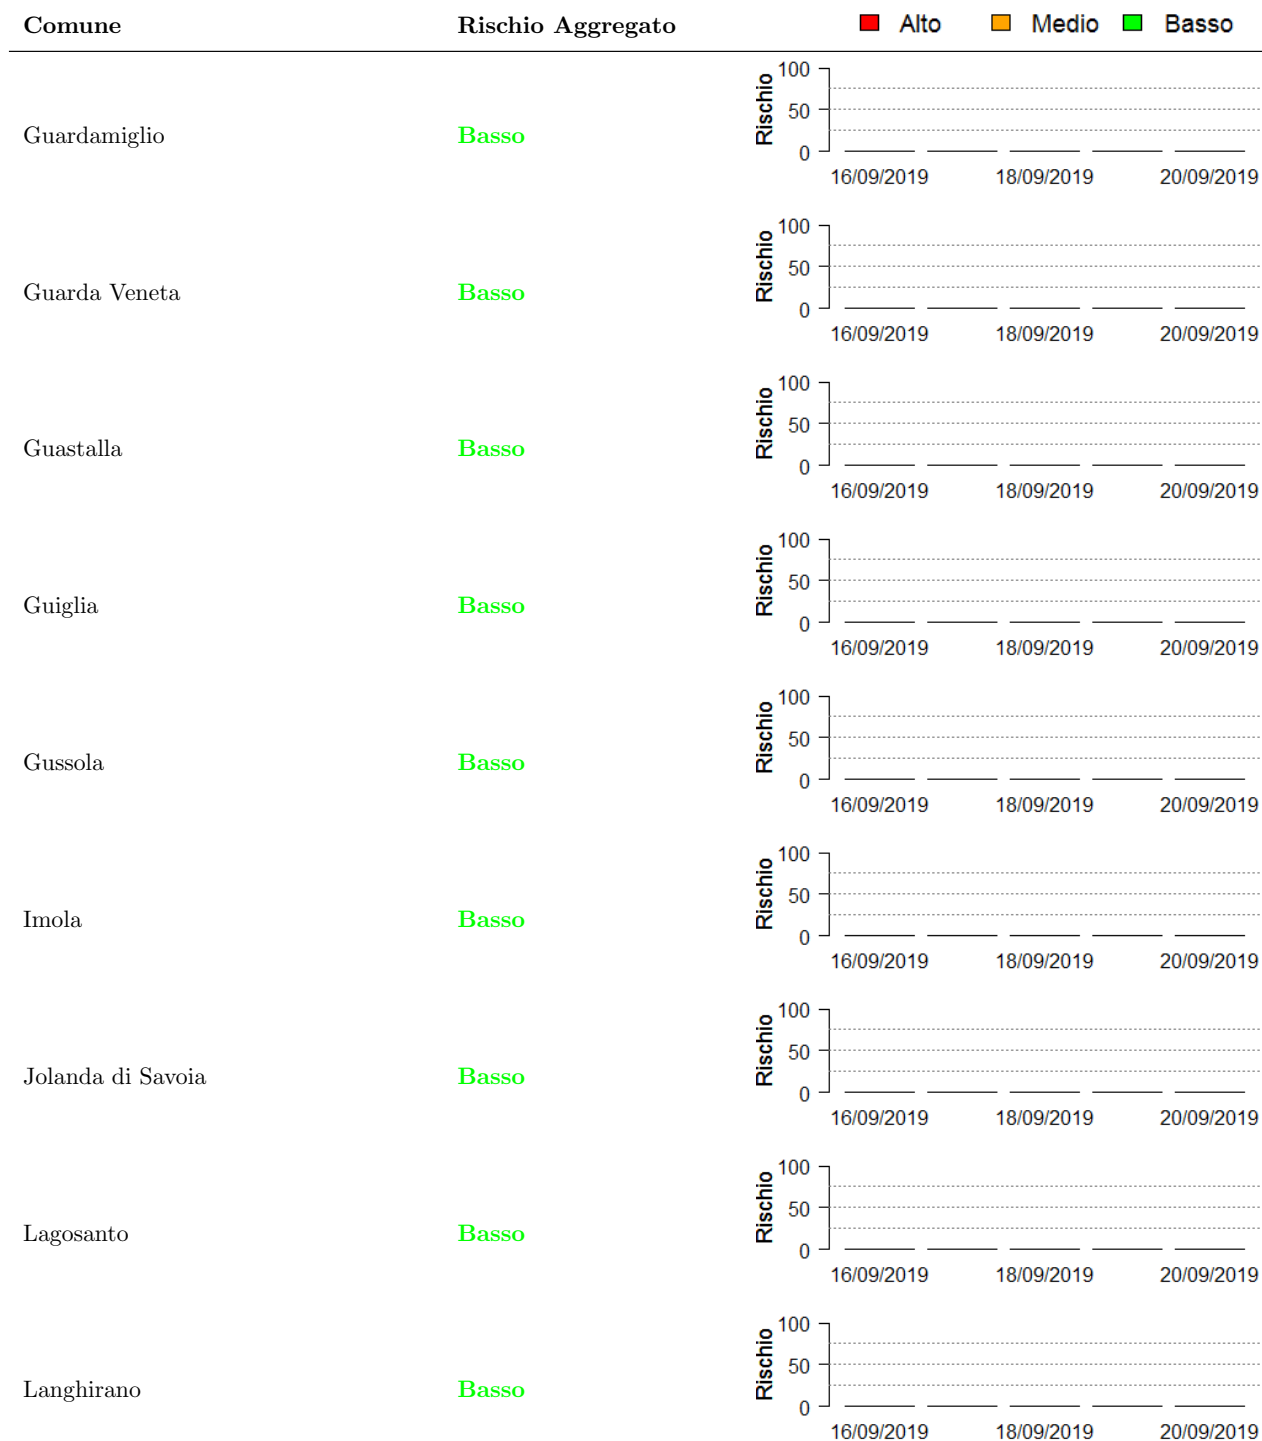 Comune Rischio Aggregato Alto Medio Basso
Guardamiglio Basso
Rischio
100
50
0
16/09/2019 18/09/2019 20/09/2019
Guarda Veneta Basso
Rischio
100
50
0
16/09/2019 18/09/2019 20/09/2019
Guastalla Basso
Rischio
100
50
0
16/09/2019 18/09/2019 20/09/2019
Guiglia Basso
Rischio
100
50
0
16/09/2019 18/09/2019 20/09/2019
Gussola Basso
Rischio
100
50
0
16/09/2019 18/09/2019 20/09/2019
Imola Basso
Rischio
100
50
0
16/09/2019 18/09/2019 20/09/2019
Jolanda di Savoia Basso
Rischio
100
50
0
16/09/2019 18/09/2019 20/09/2019
Lagosanto Basso
Rischio
100
50
0
16/09/2019 18/09/2019 20/09/2019
Langhirano Basso
Rischio
100
50
0
16/09/2019 18/09/2019 20/09/2019